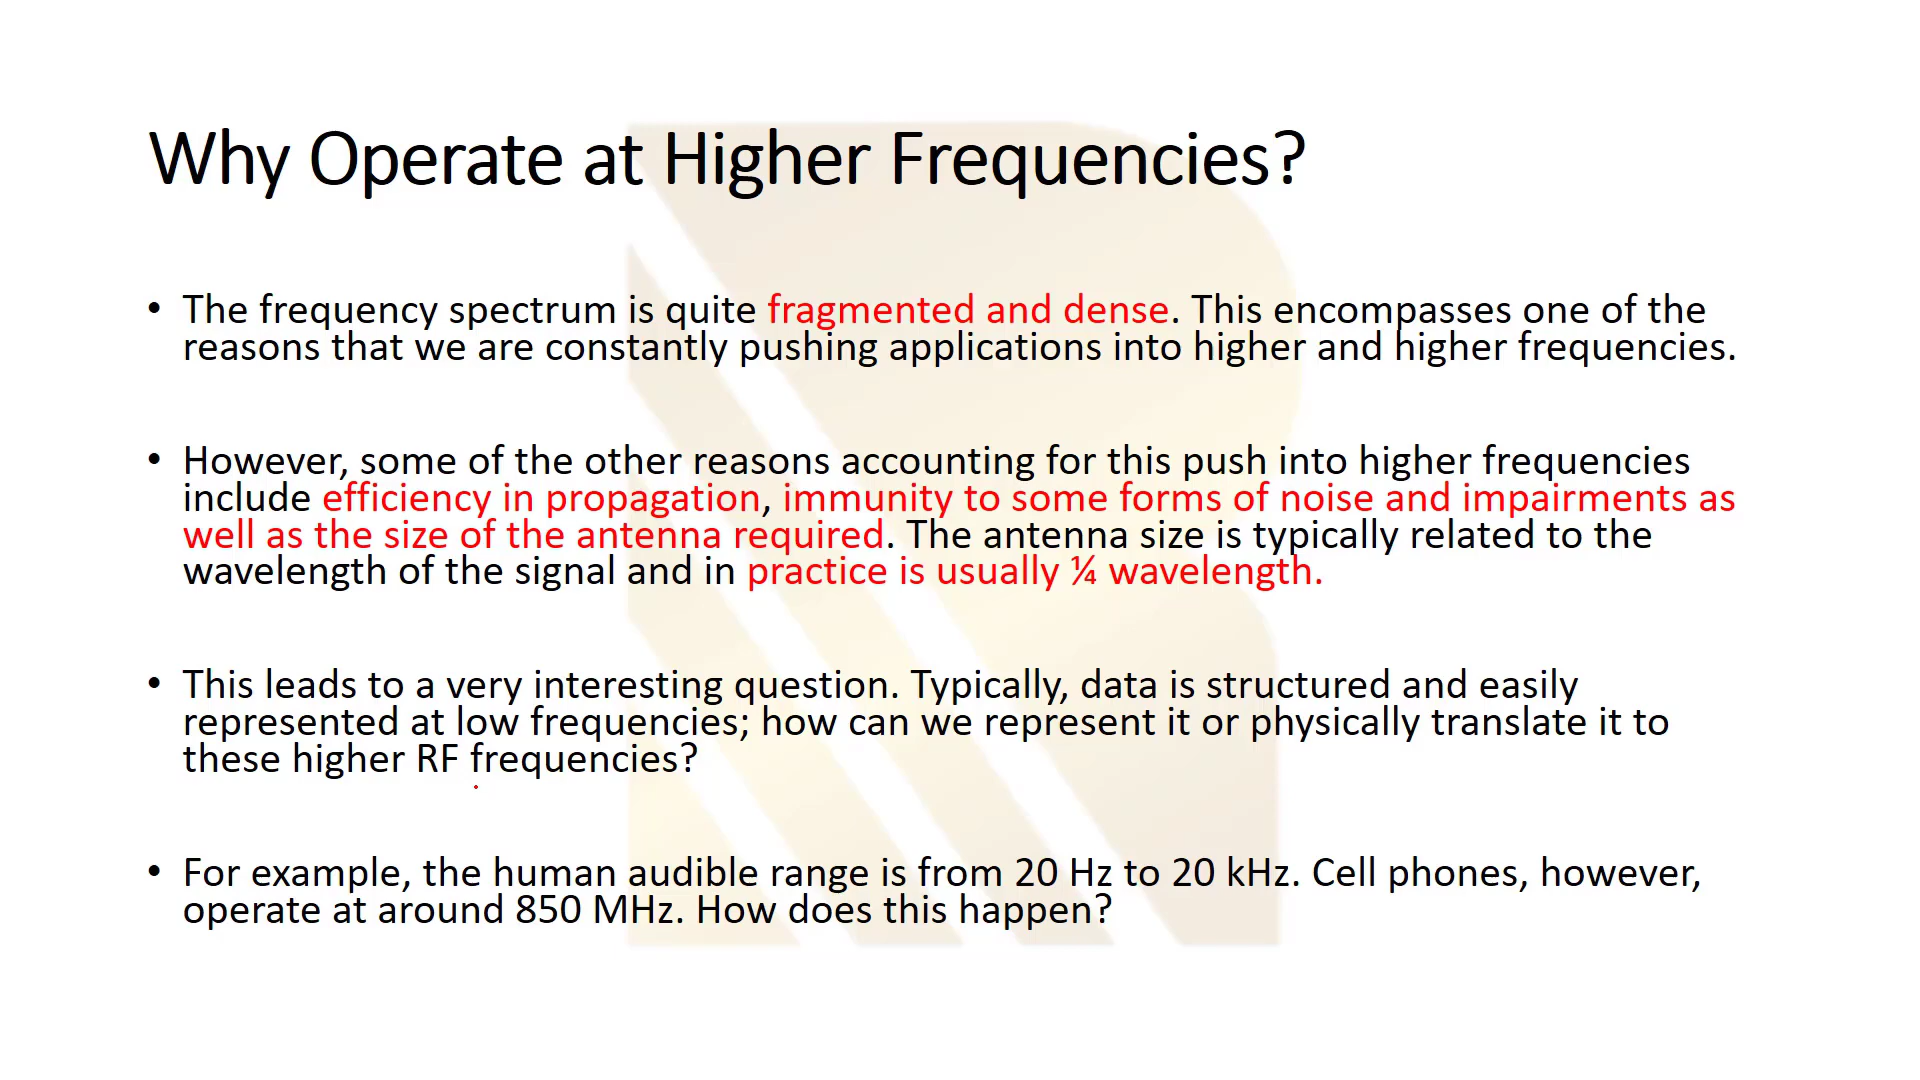 Why Operate at Higher Frequencies?
• The frequency spectrum is quite fragmented and dense. This encompasses one of the
reasons that we are constantly pushing applications into higher and higher frequencies.
• However, some of the other reasons accounting for this push into higher frequencies
include efficiency in propagation, immunity to some forms of noise and impairments as
well as the size of the antenna required. The antenna size is typically related to the
wavelength of the signal and in practice is usually ¼ wavelength.
• This leads to a very interesting question. Typically, data is structured and easily
represented at low frequencies; how can we represent it or physically translate it to
these higher RF frequencies?
• For example, the human audible range is from 20 Hz to 20 kHz. Cell phones, however,
operate at around 850 MHz. How does this happen?